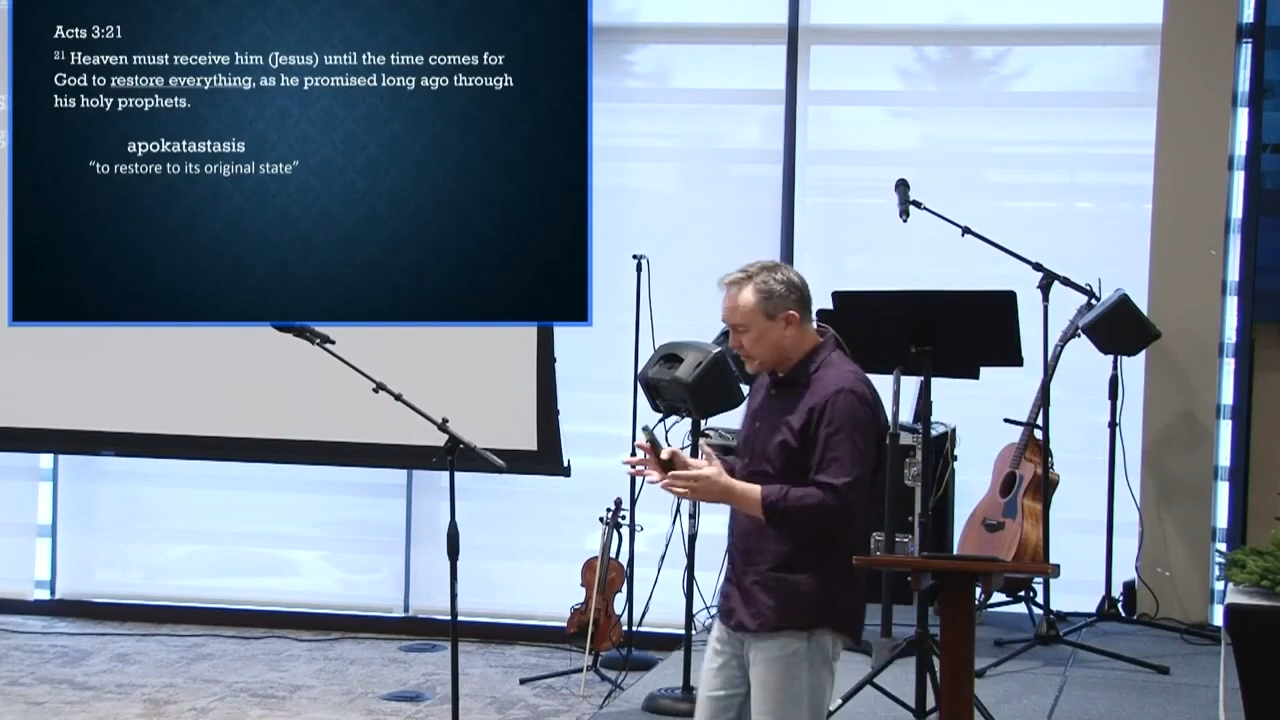 Acts 3:21
21 Heaven must receive him (Jesus) until the time comes for
God to restore everything, as he promised long ago through
his holy prophets.
apokatastasis
“to restore to its original state”